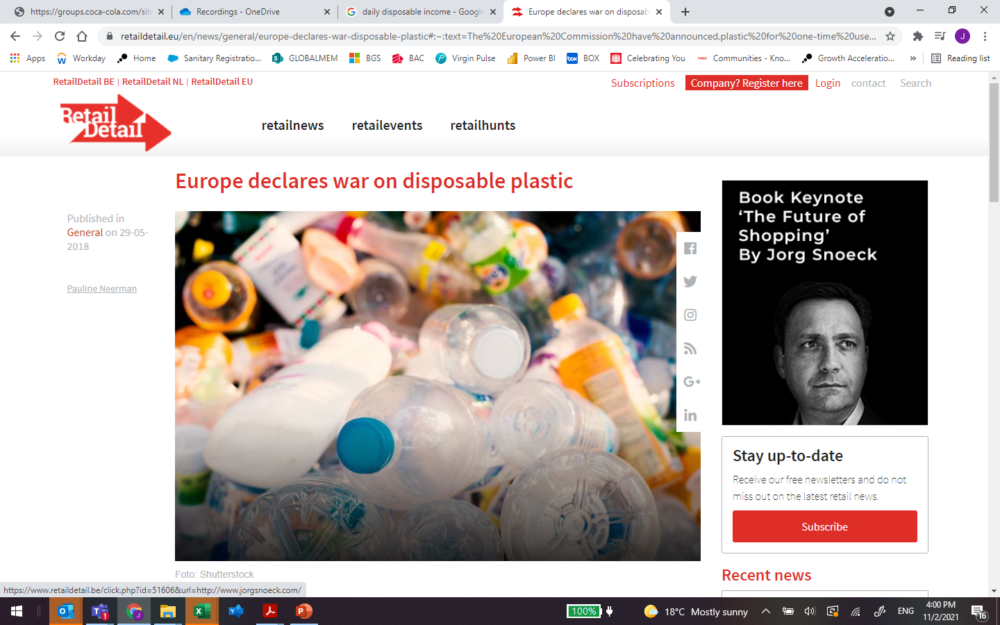 https://groups.coca-cola.com/sit
Recordings - OneDrive
daily disposable income - Google
Europe declares war on disposab
retaildetail.eu/en/news/general/europe-declares-war-disposable-plastic#:~:text=The%20European%20Commission%20have%20announced,plastic%20for%20one-time%20use...
J
Apps
Workday
Home
Sanitary Registratio...
GLOBALMEM
BGS
BAC
Virgin Pulse
Power BI
BOX
Celebrating You
Communities - Kno...
Growth Acceleratio...
»
Reading list
RetailDetail BE | RetailDetail NL | RetailDetail EU
Subscriptions
Company? Register here
Login
contact
Search
Retail
Detail
retailnews
retailevents
retailhunts
Europe declares war on disposable plastic
Published in
General on 29-05-
2018
Pauline Neerman
Book Keynote
‘The Future of
Shopping’
By Jorg Snoeck
G+
in
Stay up-to-date
Receive our free newsletters and do not
miss out on the latest retail news.
Subscribe
Foto: Shutterstock
Recent news
https://www.retaildetail.be/click.php?id=51606&url=http://www.jorgsnoeck.com/
1
J
100%
18°C Mostly sunny
ENG
4:00 PM
11/2/2021
16